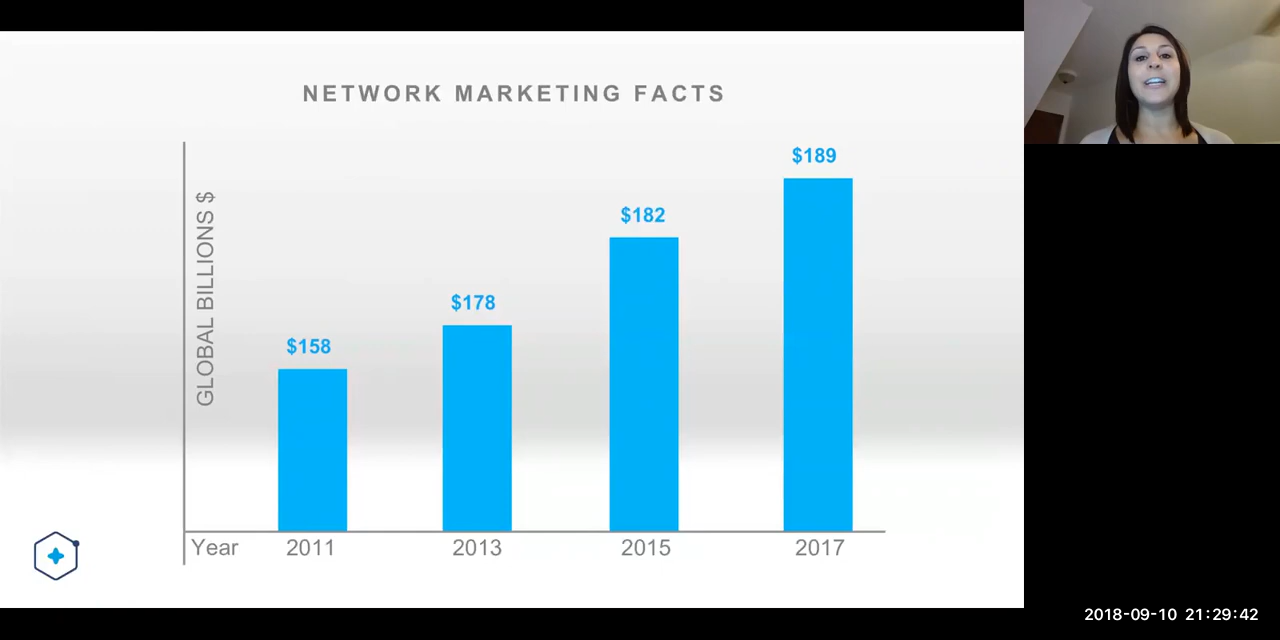 NETWORK MARKETING FACTS
GLOBAL BILLIONS $
$158
$178
$182
$189
Year 2011 2013 2015 2017
2018-09-10 21:29:42